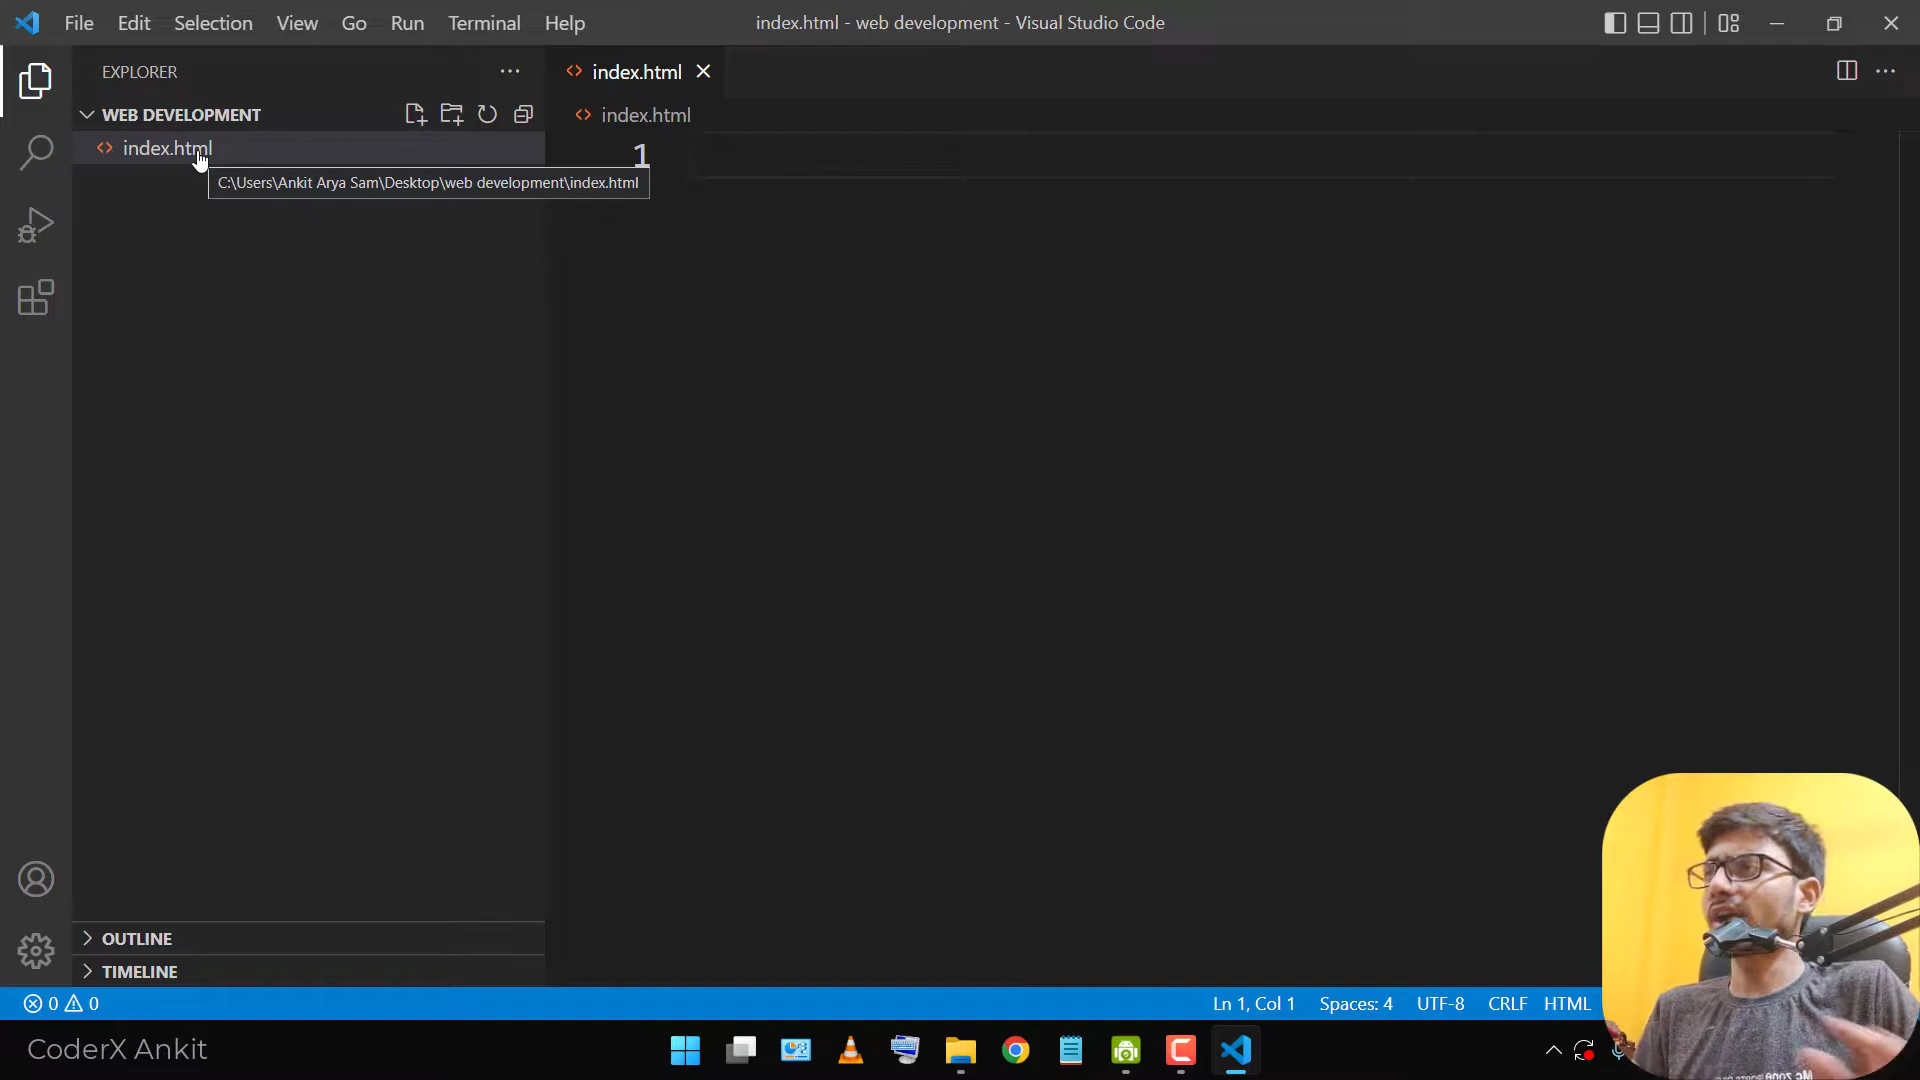 File Edit Selection View Go Run Terminal Help
index.html - web development - Visual Studio Code
EXPLORER
index.html
WEB DEVELOPMENT
index.html
index.html
1
C:\Users\Ankit Arya Sam\Desktop\web development\index.html
OUTLINE
TIMELINE
0 0
Ln 1, Col 1 Spaces: 4 UTF-8 CRLF HTML
CoderX Ankit